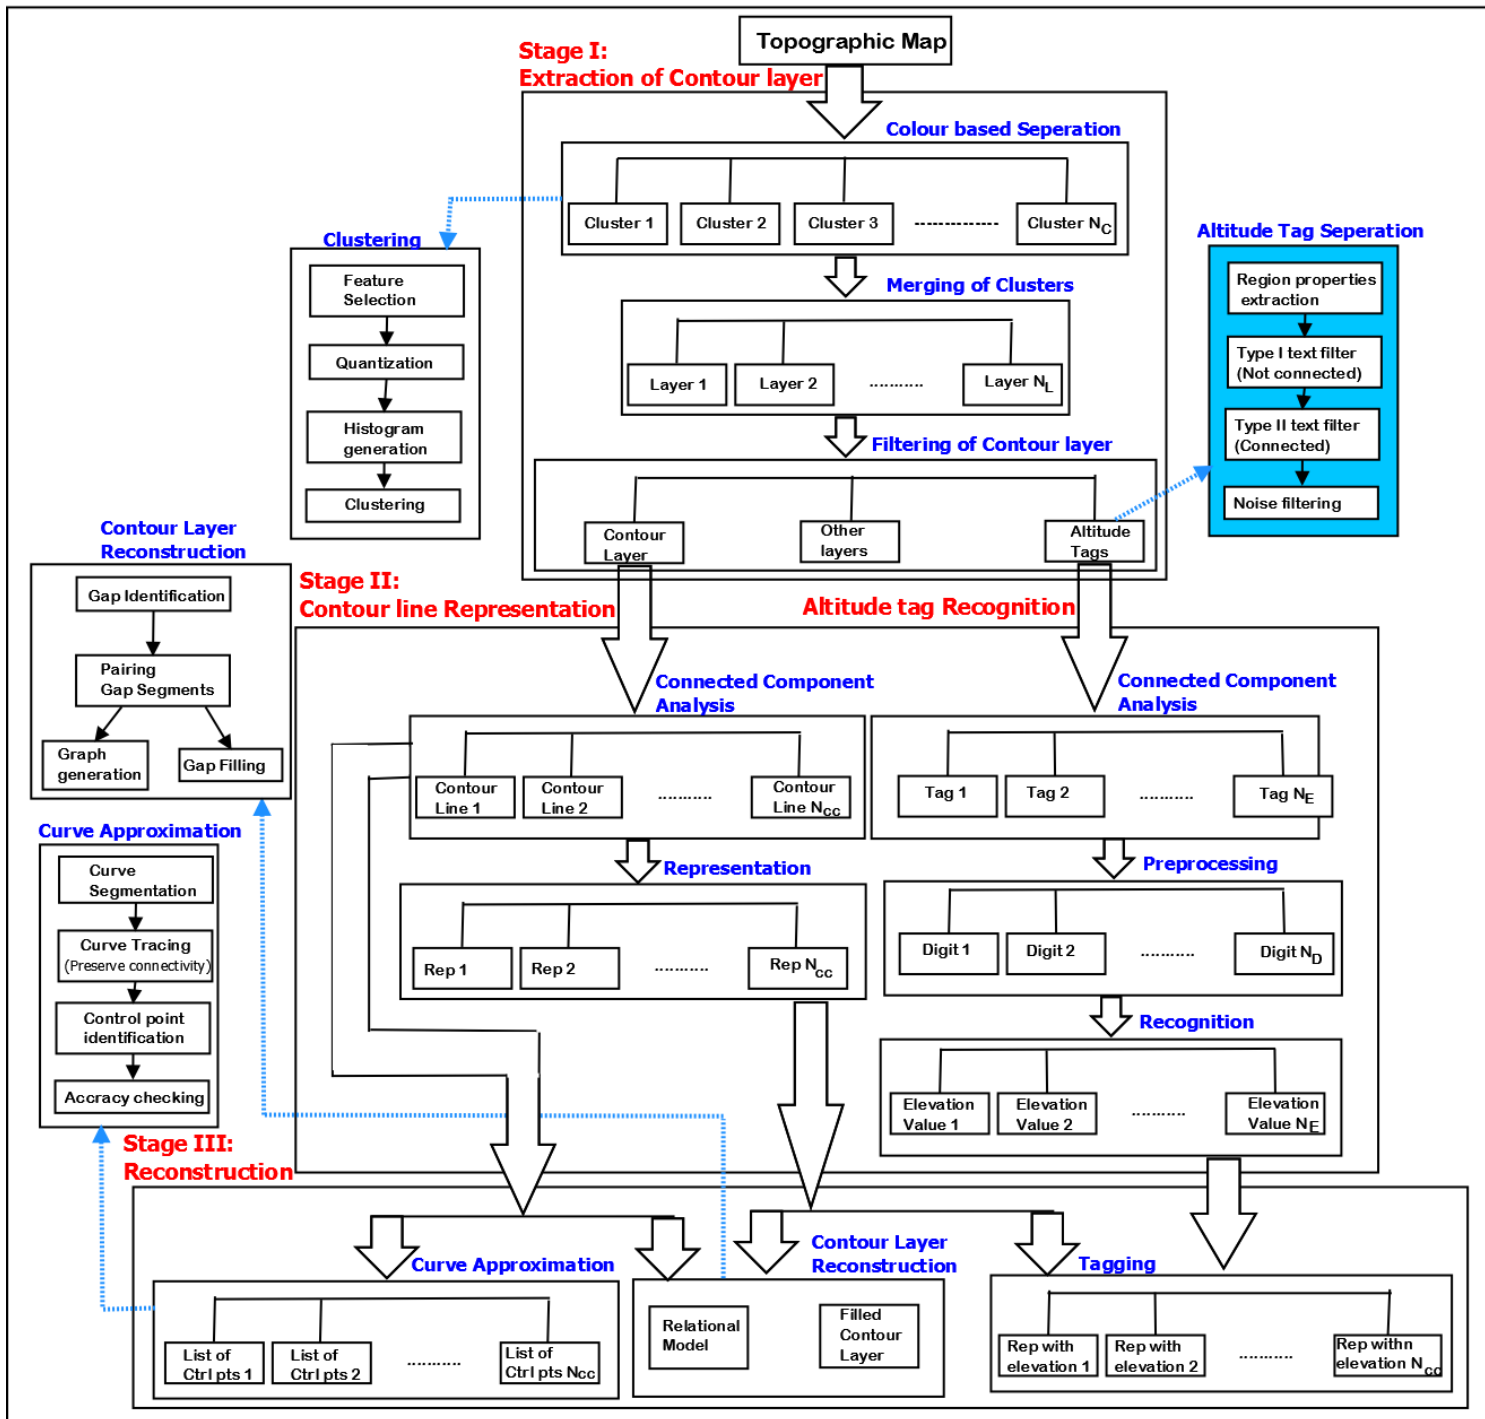 Topographic Map
Stage I:
Extraction of Contour layer
Colour based Seperation
Cluster 1
Cluster 2
Cluster 3
--------------
Cluster NC
Merging of Clusters
Layer 1
Layer 2
...........
Layer NL
Filtering of Contour layer
Contour
Layer
Other
layers
Altitude
Tags
Clustering
Feature
Selection
Quantization
Histogram
generation
Clustering
Altitude Tag Seperation
Region properties
extraction
Type I text filter
(Not connected)
Type II text filter
(Connected)
Noise filtering
Contour Layer
Reconstruction
Gap Identification
Pairing
Gap Segments
Graph
generation
Gap Filling
Stage II:
Contour line Representation
Altitude tag Recognition
Connected Component
Analysis
Contour
Line 1
Contour
Line 2
...........
Contour
Line Ncc
Representation
Rep 1
Rep 2
...........
Rep Ncc
Connected Component
Analysis
Tag 1
Tag 2
...........
Tag NE
Preprocessing
Digit 1
Digit 2
...........
Digit ND
Recognition
Elevation
Value 1
Elevation
Value 2
...........
Elevation
Value NE
Curve Approximation
Curve
Segmentation
Curve Tracing
(Preserve connectivity)
Control point
identification
Accracy checking
Stage III:
Reconstruction
Curve Approximation
List of
Ctrl pts 1
List of
Ctrl pts 2
...........
List of
Ctrl pts Ncc
Contour Layer
Reconstruction
Relational
Model
Filled
Contour
Layer
Tagging
Rep with
elevation 1
Rep with
elevation 2
...........
Rep withn
elevation Ncc